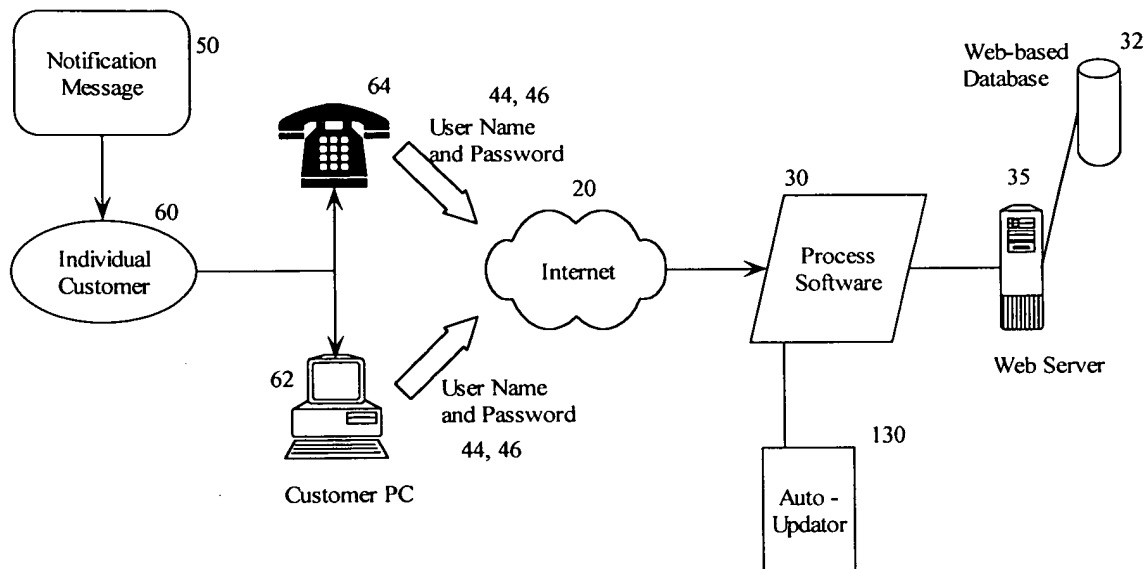 50
Notification
Message
60
Individual
Customer
64
44, 46
User Name
and Password
62
Customer PC
User Name
and Password
44, 46
20
Internet
30
Process
Software
130
Auto -
Updator
35
Web Server
Web-based
Database
32